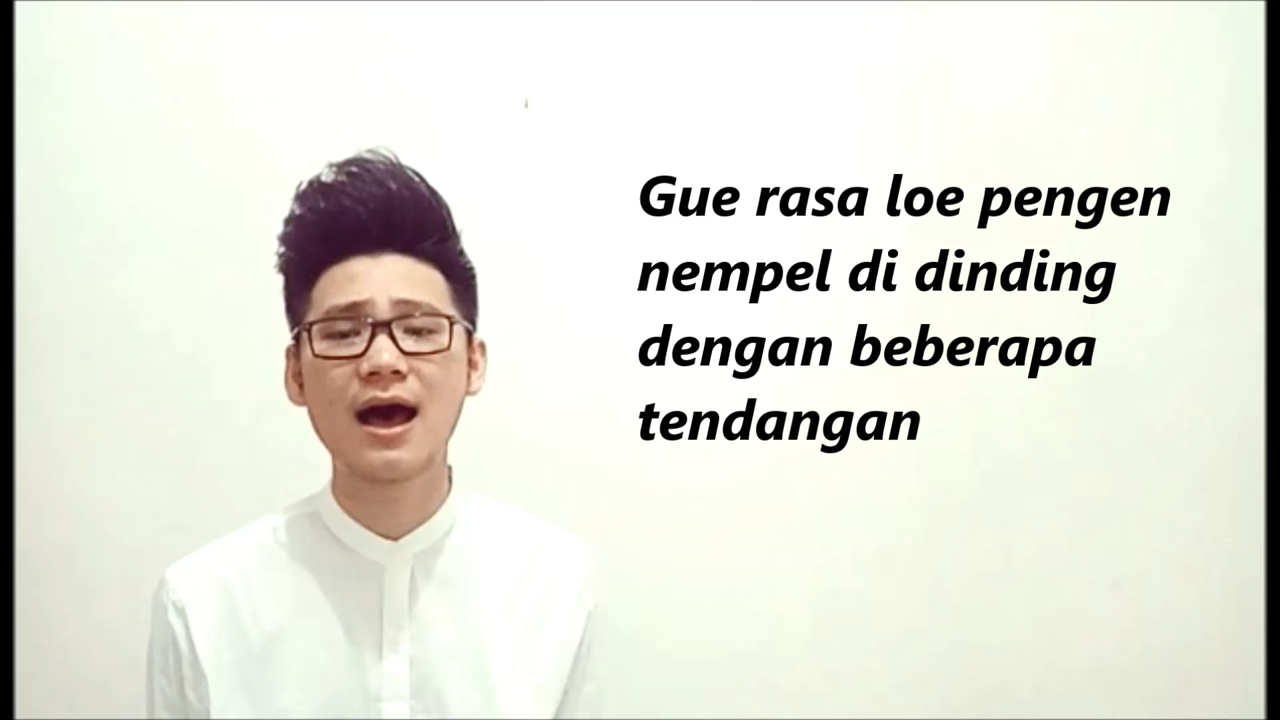 Gue rasa loe pengen
nempel di dinding
dengan beberapa
tendangan